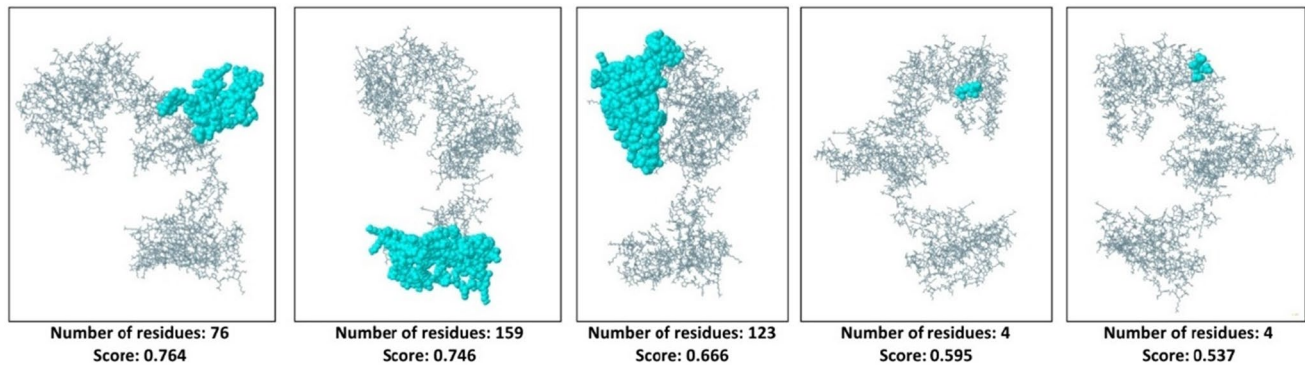 Number of residues: 76
Score: 0.764
Number of residues: 159
Score: 0.746
Number of residues: 123
Score: 0.666
Number of residues: 4
Score: 0.595
Number of residues: 4
Score: 0.537